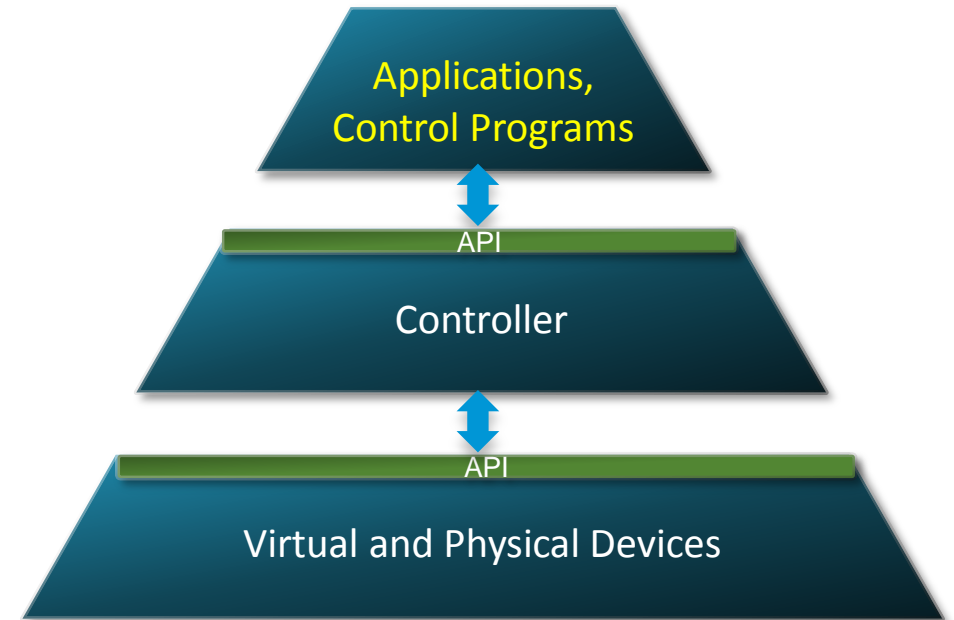 Applications,
Control Programs
API
Controller
API
Virtual and Physical Devices